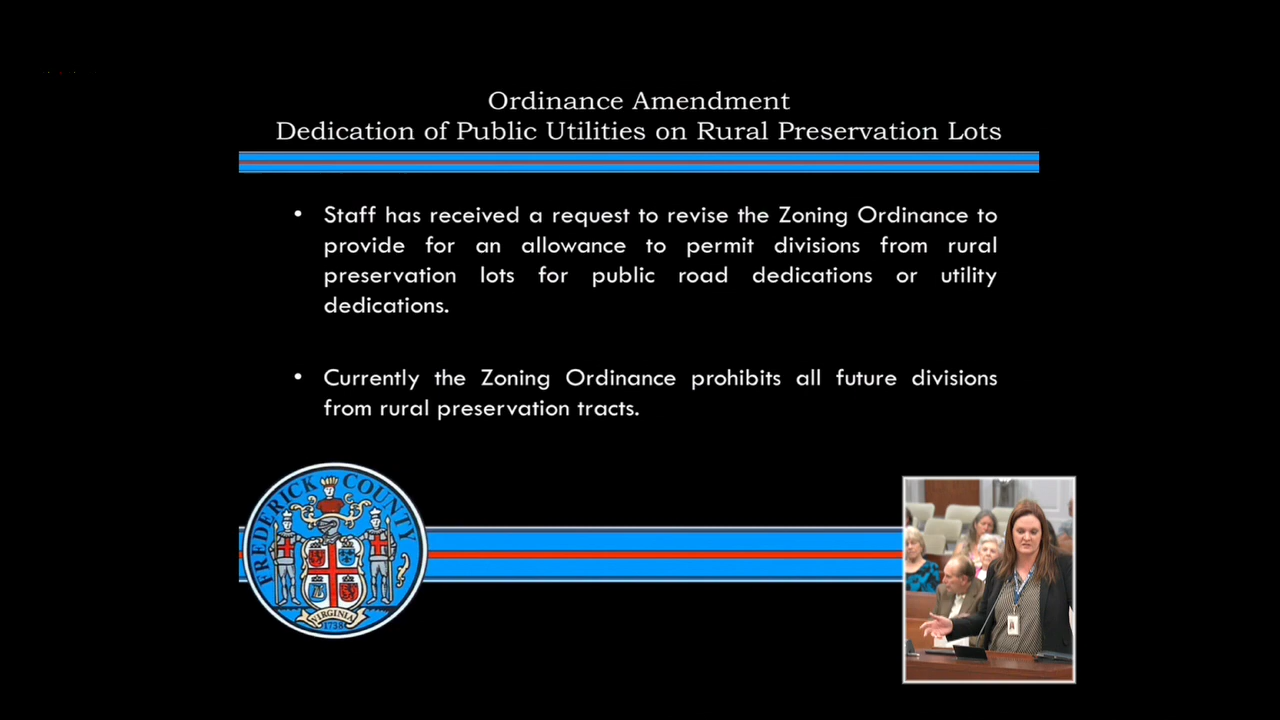 Ordinance Amendment
Dedication of Public Utilities on Rural Preservation Lots
• Staff has received a request to revise the Zoning Ordinance to
provide for an allowance to permit divisions from rural
preservation lots for public road dedications or utility
dedications.
• Currently the Zoning Ordinance prohibits all future divisions
from rural preservation tracts.
FREDERICK COUNTY
VIRGINIA
1738